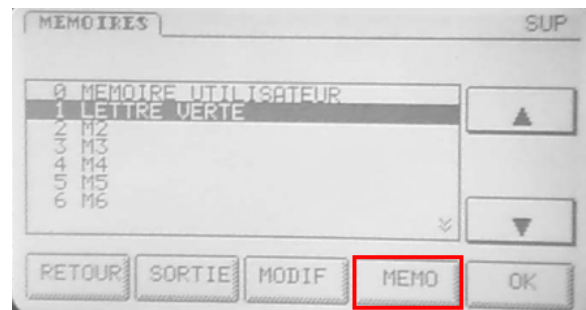 MEMOIRES SUP
0 MEMOIRE UTILISATEUR
1 LETTRE VERTE
2 M2
3 M3
4 M4
5 M5
6 M6
RETOUR SORTIE MODIF MEMO OK